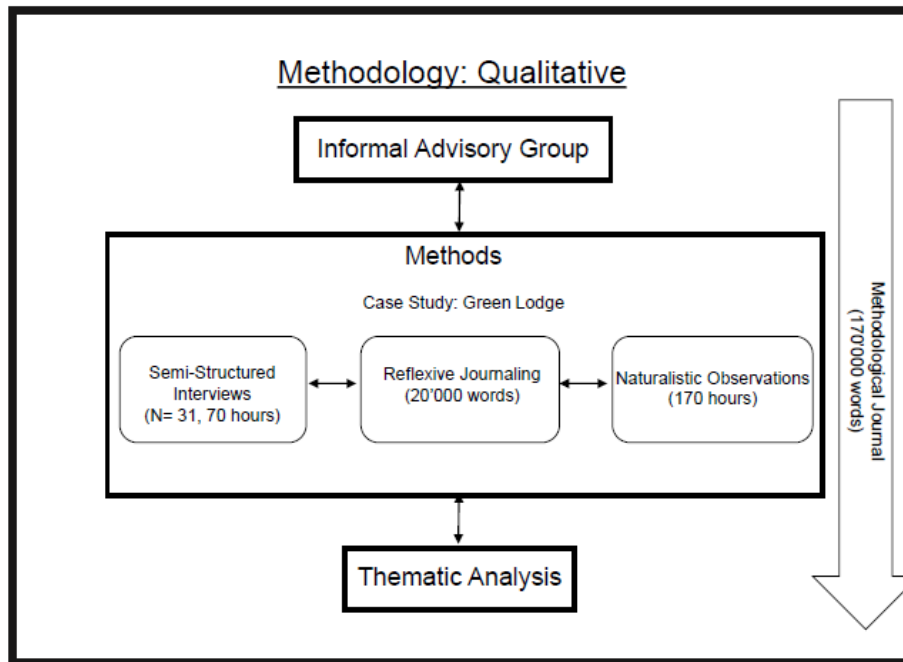 Methodology: Qualitative
Informal Advisory Group
Methods
Case Study: Green Lodge
Semi-Structured
Interviews
(N= 31, 70 hours)
Reflexive Journaling
(20'000 words)
Naturalistic Observations
(170 hours)
Thematic Analysis
Methodological Journal
(170'000 words)